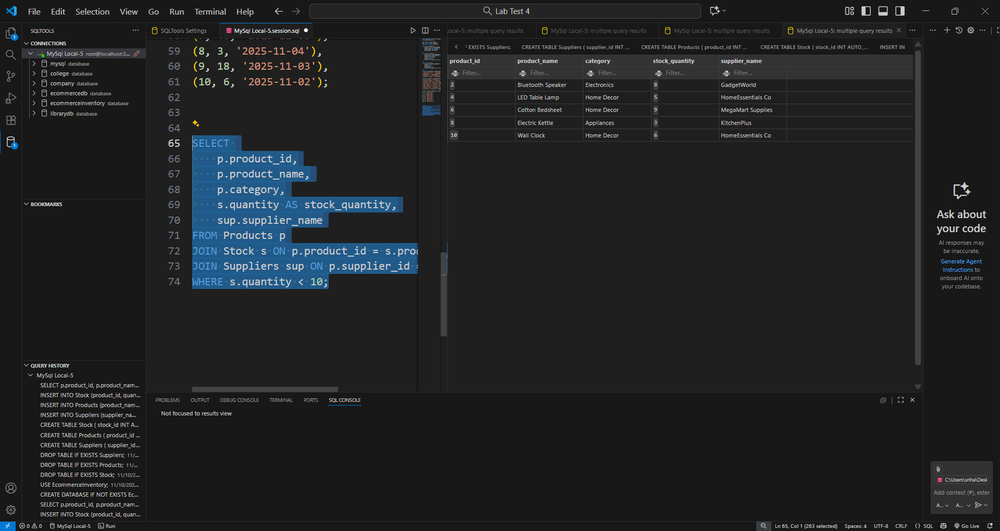 File Edit Selection View Go Run Terminal Help
Lab Test 4
SQLTOOLS
CONNECTIONS
MySql Local-5 root@localhost:3...
mysql database
college database
company database
ecommercedb database
ecommerceinventory database
librarydb database
BOOKMARKS
QUERY HISTORY
MySql Local-5
SELECT p.product_id, p.product_nam...
INSERT INTO Stock (product_id, quan...
INSERT INTO Products (product_nam...
INSERT INTO Suppliers (supplier_na...
CREATE TABLE Stock ( stock_id INT A...
CREATE TABLE Products ( product_id ...
CREATE TABLE Suppliers ( supplier_id...
DROP TABLE IF EXISTS Suppliers; 11/...
DROP TABLE IF EXISTS Products; 11/...
DROP TABLE IF EXISTS Stock; 11/10/2...
USE EcommerceInventory; 11/10/202...
CREATE DATABASE IF NOT EXISTS Ec...
SELECT p.product_id, p.product_nam...
INSERT INTO Stock (product_id, quan...
SQLTools Settings
MySql Local-5.session.sql
59 (8, 3, '2025-11-04'),
60 (9, 18, '2025-11-03'),
61 (10, 6, '2025-11-02');
62
63
64
65 SELECT
66 p.product_id,
67 p.product_name,
68 p.category,
69 s.quantity AS stock_quantity,
70 sup.supplier_name
71 FROM Products p
72 JOIN Stock s ON p.product_id = s.prod
73 JOIN Suppliers sup ON p.supplier_id =
74 WHERE s.quantity < 10;
ocal-5: multiple query results
MySql Local-5: multiple query results
MySql Local-5: multiple query results
MySql Local-5: multiple query results
EXISTS Suppliers; CREATE TABLE Suppliers ( supplier_id INT ... CREATE TABLE Products ( product_id INT ... CREATE TABLE Stock ( stock_id INT AUTO_... INSERT IN
product_id product_name category stock_quantity supplier_name
Filter... Filter... Filter... Filter... Filter...
2 Bluetooth Speaker Electronics 8 GadgetWorld
4 LED Table Lamp Home Decor 5 HomeEssentials Co
6 Cotton Bedsheet Home Decor 9 MegaMart Supplies
8 Electric Kettle Appliances 3 KitchenPlus
10 Wall Clock Home Decor 6 HomeEssentials Co
PROBLEMS OUTPUT DEBUG CONSOLE TERMINAL PORTS SQL CONSOLE
Not focused to results view
Ask about
your code
AI responses may
be inaccurate.
Generate Agent
Instructions to
onboard AI onto
your codebase.
C:\Users\sriha\Desk
Add context (#), exter
A... A...
0 0 MySql Local-5 Run
Ln 65, Col 1 (263 selected) Spaces: 4 UTF-8 CRLF {} SQL Go Live